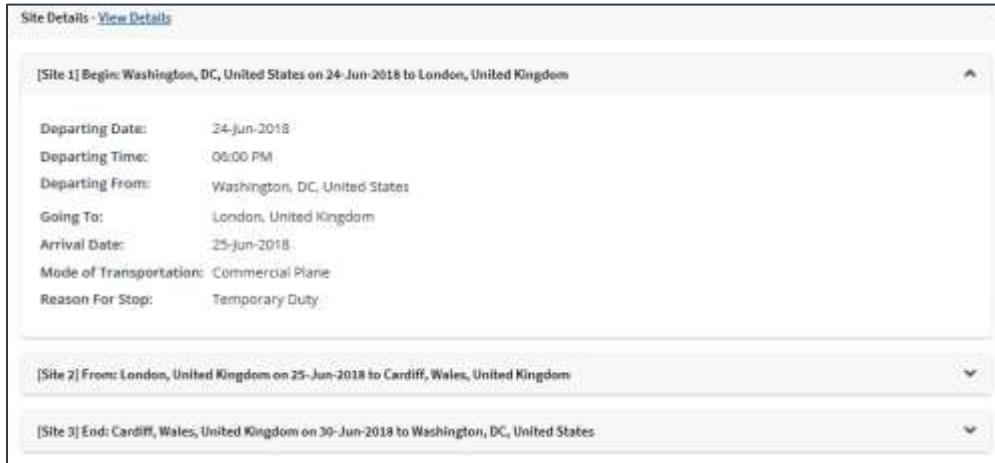 Site Details - View Details
[Site 1] Begin: Washington, DC, United States on 24-Jun-2018 to London, United Kingdom
Departing Date: 24-Jun-2018
Departing Time: 06:00 PM
Departing From: Washington, DC, United States
Going To: London, United Kingdom
Arrival Date: 25-Jun-2018
Mode of Transportation: Commercial Plane
Reason For Stop: Temporary Duty
[Site 2] From: London, United Kingdom on 25-Jun-2018 to Cardiff, Wales, United Kingdom
[Site 3] End: Cardiff, Wales, United Kingdom on 30-Jun-2018 to Washington, DC, United States